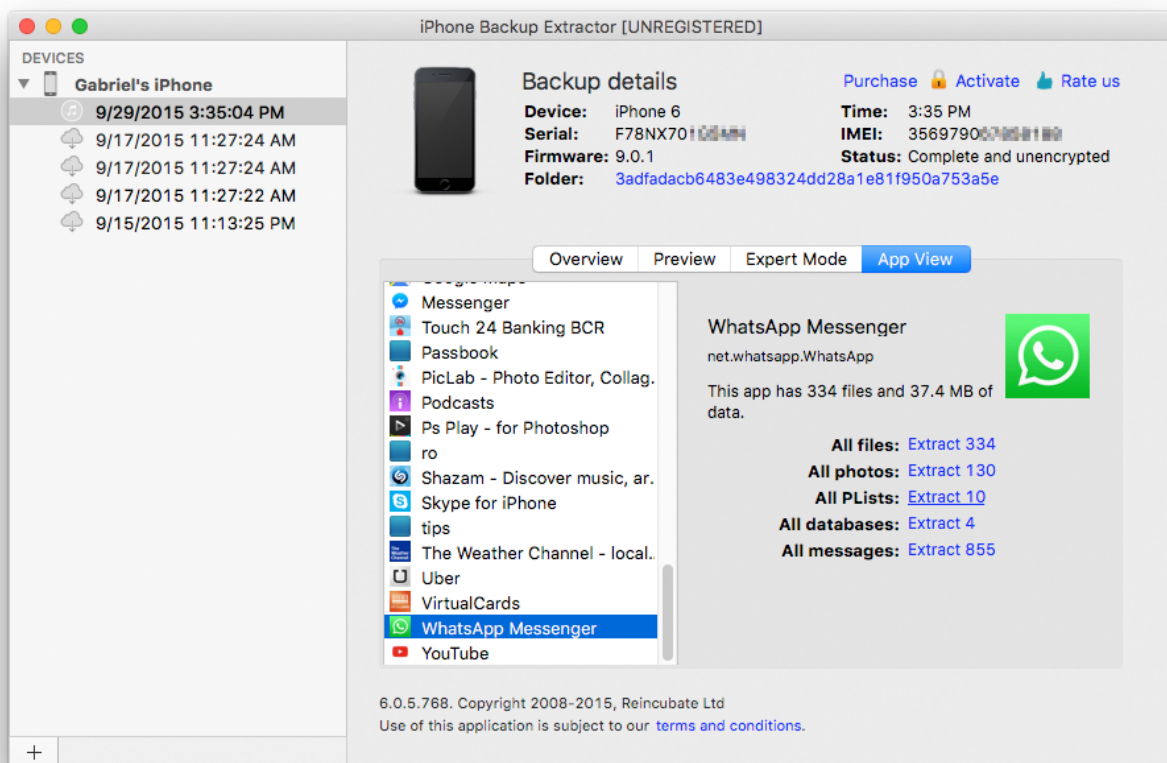 iPhone Backup Extractor [UNREGISTERED]
DEVICES
Gabriel's iPhone
9/29/2015 3:35:04 PM
9/17/2015 11:27:24 AM
9/17/2015 11:27:24 AM
9/17/2015 11:27:22 AM
9/15/2015 11:13:25 PM
Backup details
Purchase Activate Rate us
Device: iPhone 6
Time: 3:35 PM
Serial: F78NX70
IMEI: 3569790
Firmware: 9.0.1
Status: Complete and unencrypted
Folder: 3adfadacb6483e498324dd28a1e81f950a753a5e
Overview Preview Expert Mode App View
Google Maps
Messenger
Touch 24 Banking BCR
Passbook
PicLab - Photo Editor, Collag.
Podcasts
Ps Play - for Photoshop
ro
Shazam - Discover music, ar.
Skype for iPhone
tips
The Weather Channel - local..
Uber
VirtualCards
WhatsApp Messenger
YouTube
WhatsApp Messenger
net.whatsapp.WhatsApp
This app has 334 files and 37.4 MB of
data.
All files: Extract 334
All photos: Extract 130
All PLists: Extract 10
All databases: Extract 4
All messages: Extract 855
6.0.5.768. Copyright 2008-2015, Reincubate Ltd
Use of this application is subject to our terms and conditions.